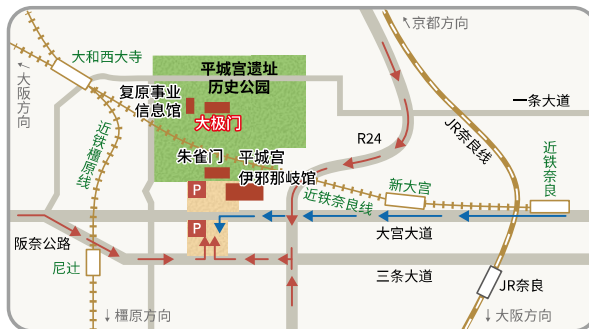 ↑京都方向
大和西大寺
↑大阪方向
平城宫遗址
历史公园
复原事业
信息馆
一条大道
大极门
R24
JR奈良线
近铁橿原线
朱雀门
平城宫
伊邪那岐馆
近铁奈良
新大宫
P
近铁奈良线
P
大宫大道
阪奈公路
尼辻
三条大道
JR奈良
↓橿原方向
↓大阪方向